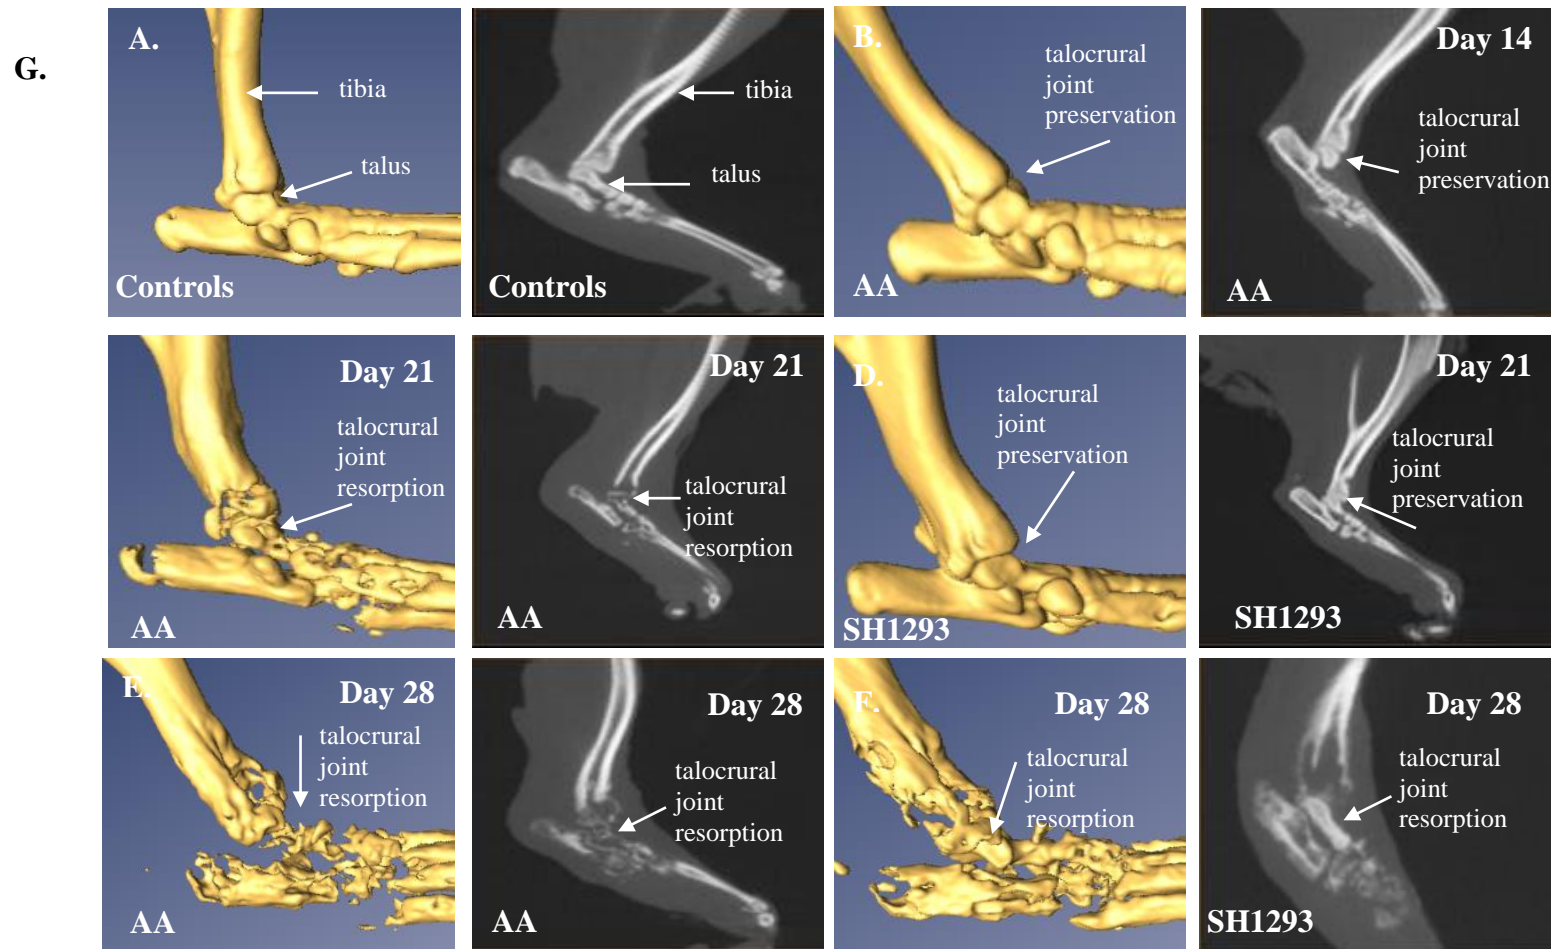 G.
A.
tibia
talus
Controls
tibia
talus
Controls
B.
talocrural
joint
preservation
AA
Day 14
talocrural
joint
preservation
AA
Day 21
talocrural
joint
resorption
AA
Day 21
talocrural
joint
resorption
AA
D.
talocrural
joint
preservation
SH1293
Day 21
talocrural
joint
preservation
SH1293
E.
Day 28
talocrural
joint
resorption
AA
Day 28
talocrural
joint
resorption
AA
F.
Day 28
talocrural
joint
resorption
Day 28
talocrural
joint
resorption
SH1293